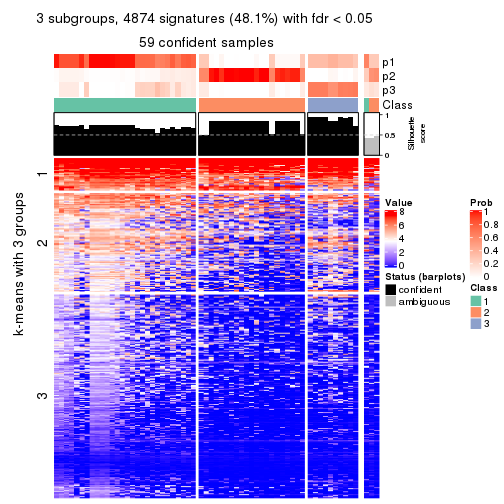 3 subgroups, 4874 signatures (48.1%) with fdr < 0.05
59 confident samples
p1
p2
p3
Class
1
0.5
0
Silhouette
score
k-means with 3 groups
1
2
3
Value
8
6
4
2
0
Status (barplots)
confident
ambiguous
Prob
1
0.8
0.6
0.4
0.2
0
Class
1
2
3